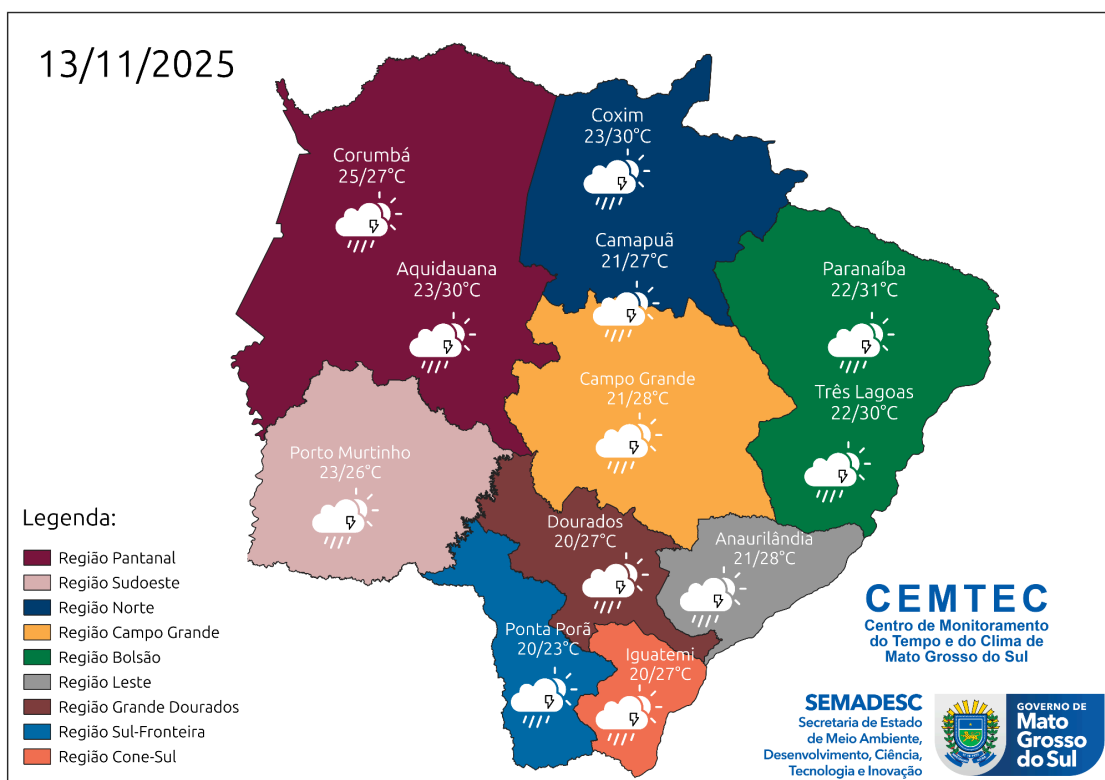 13/11/2025
Coxim
23/30°C
Corumbá
25/27°C
Camapuã
21/27°C
Aquidauana
23/30°C
Paranaíba
22/31°C
Campo Grande
21/28°C
Três Lagoas
22/30°C
Porto Murtinho
23/26°C
Dourados
20/27°C
Anaurilândia
21/28°C
Ponta Porã
20/23°C
Iguatemi
20/27°C
Legenda:
Região Pantanal
Região Sudoeste
Região Norte
Região Campo Grande
Região Bolsão
Região Leste
Região Grande Dourados
Região Sul-Fronteira
Região Cone-Sul
CEMTEC
Centro de Monitoramento
do Tempo e do Clima de
Mato Grosso do Sul
SEMADESC
Secretaria de Estado
de Meio Ambiente,
Desenvolvimento, Ciência,
Tecnologia e Inovação
GOVERNO DE
Mato
Grosso
do Sul